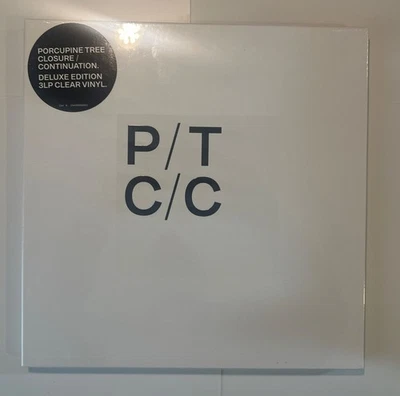 PORCUPINE TREE
CLOSURE /
CONTINUATION.
DELUXE EDITION
3LP CLEAR VINYL.
P/T
C/C